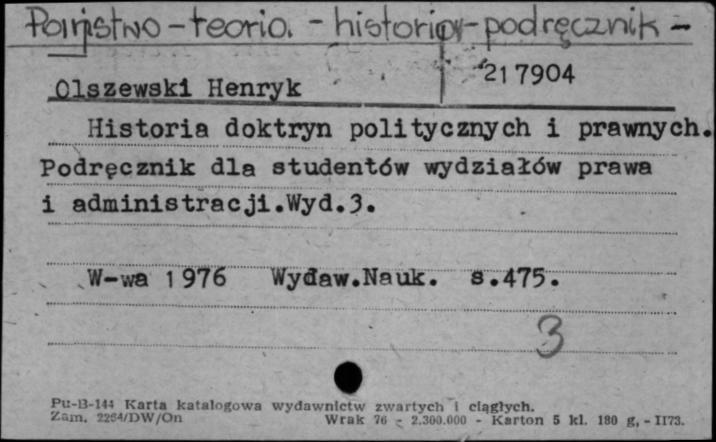 Państwo - teoria - historia - podręcznik -
217904
Olszewski Henryk
Historia doktryn politycznych i prawnych.
Podręcznik dla studentów wydziałów prawa
i administracji.Wyd.3.
W-wa 1976 Wydaw.Nauk. s.475.
3
Pu-B-144 Karta katalogowa wydawnictw zwartych i ciągłych.
Zam. 2264/DW/On Wrak 76 - 2.300.000 - Karton 5 kl. 180 g, - II73.